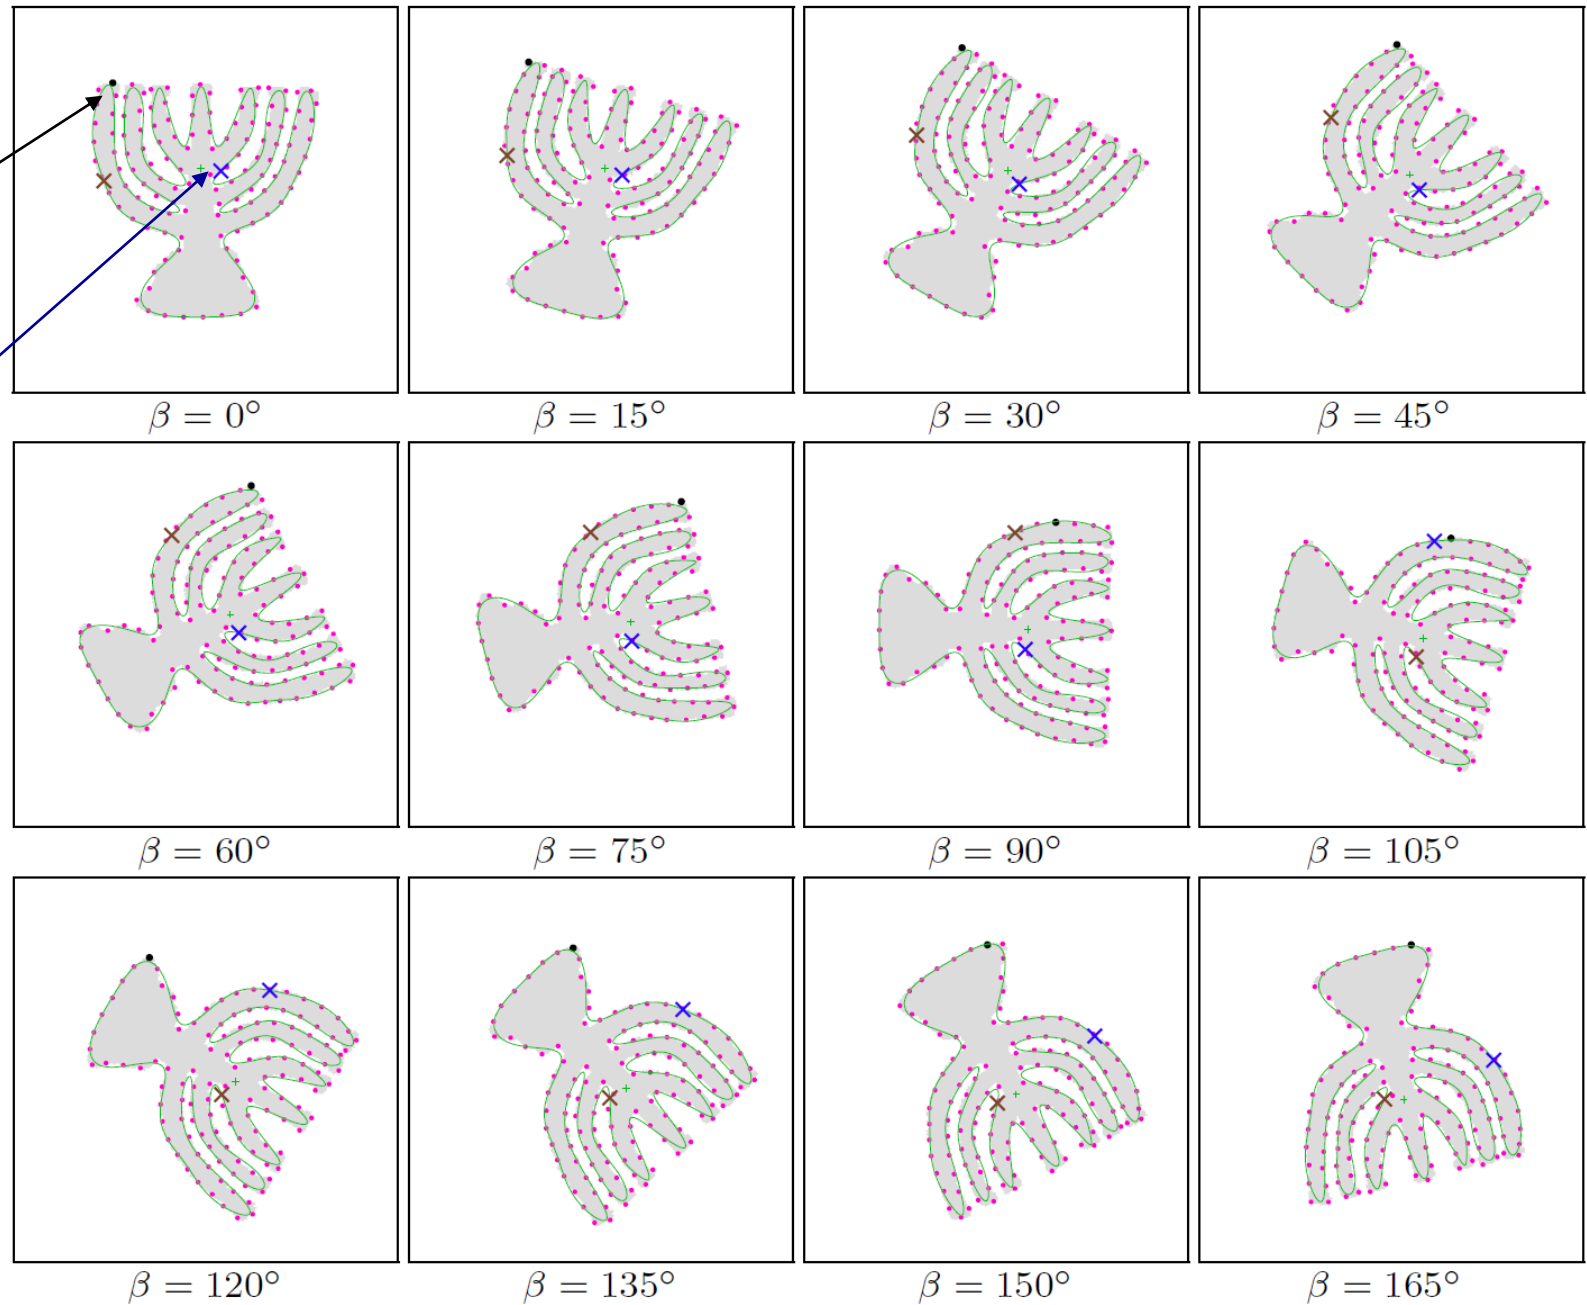 β = 0°
β = 15°
β = 30°
β = 45°
β = 60°
β = 75°
β = 90°
β = 105°
β = 120°
β = 135°
β = 150°
β = 165°